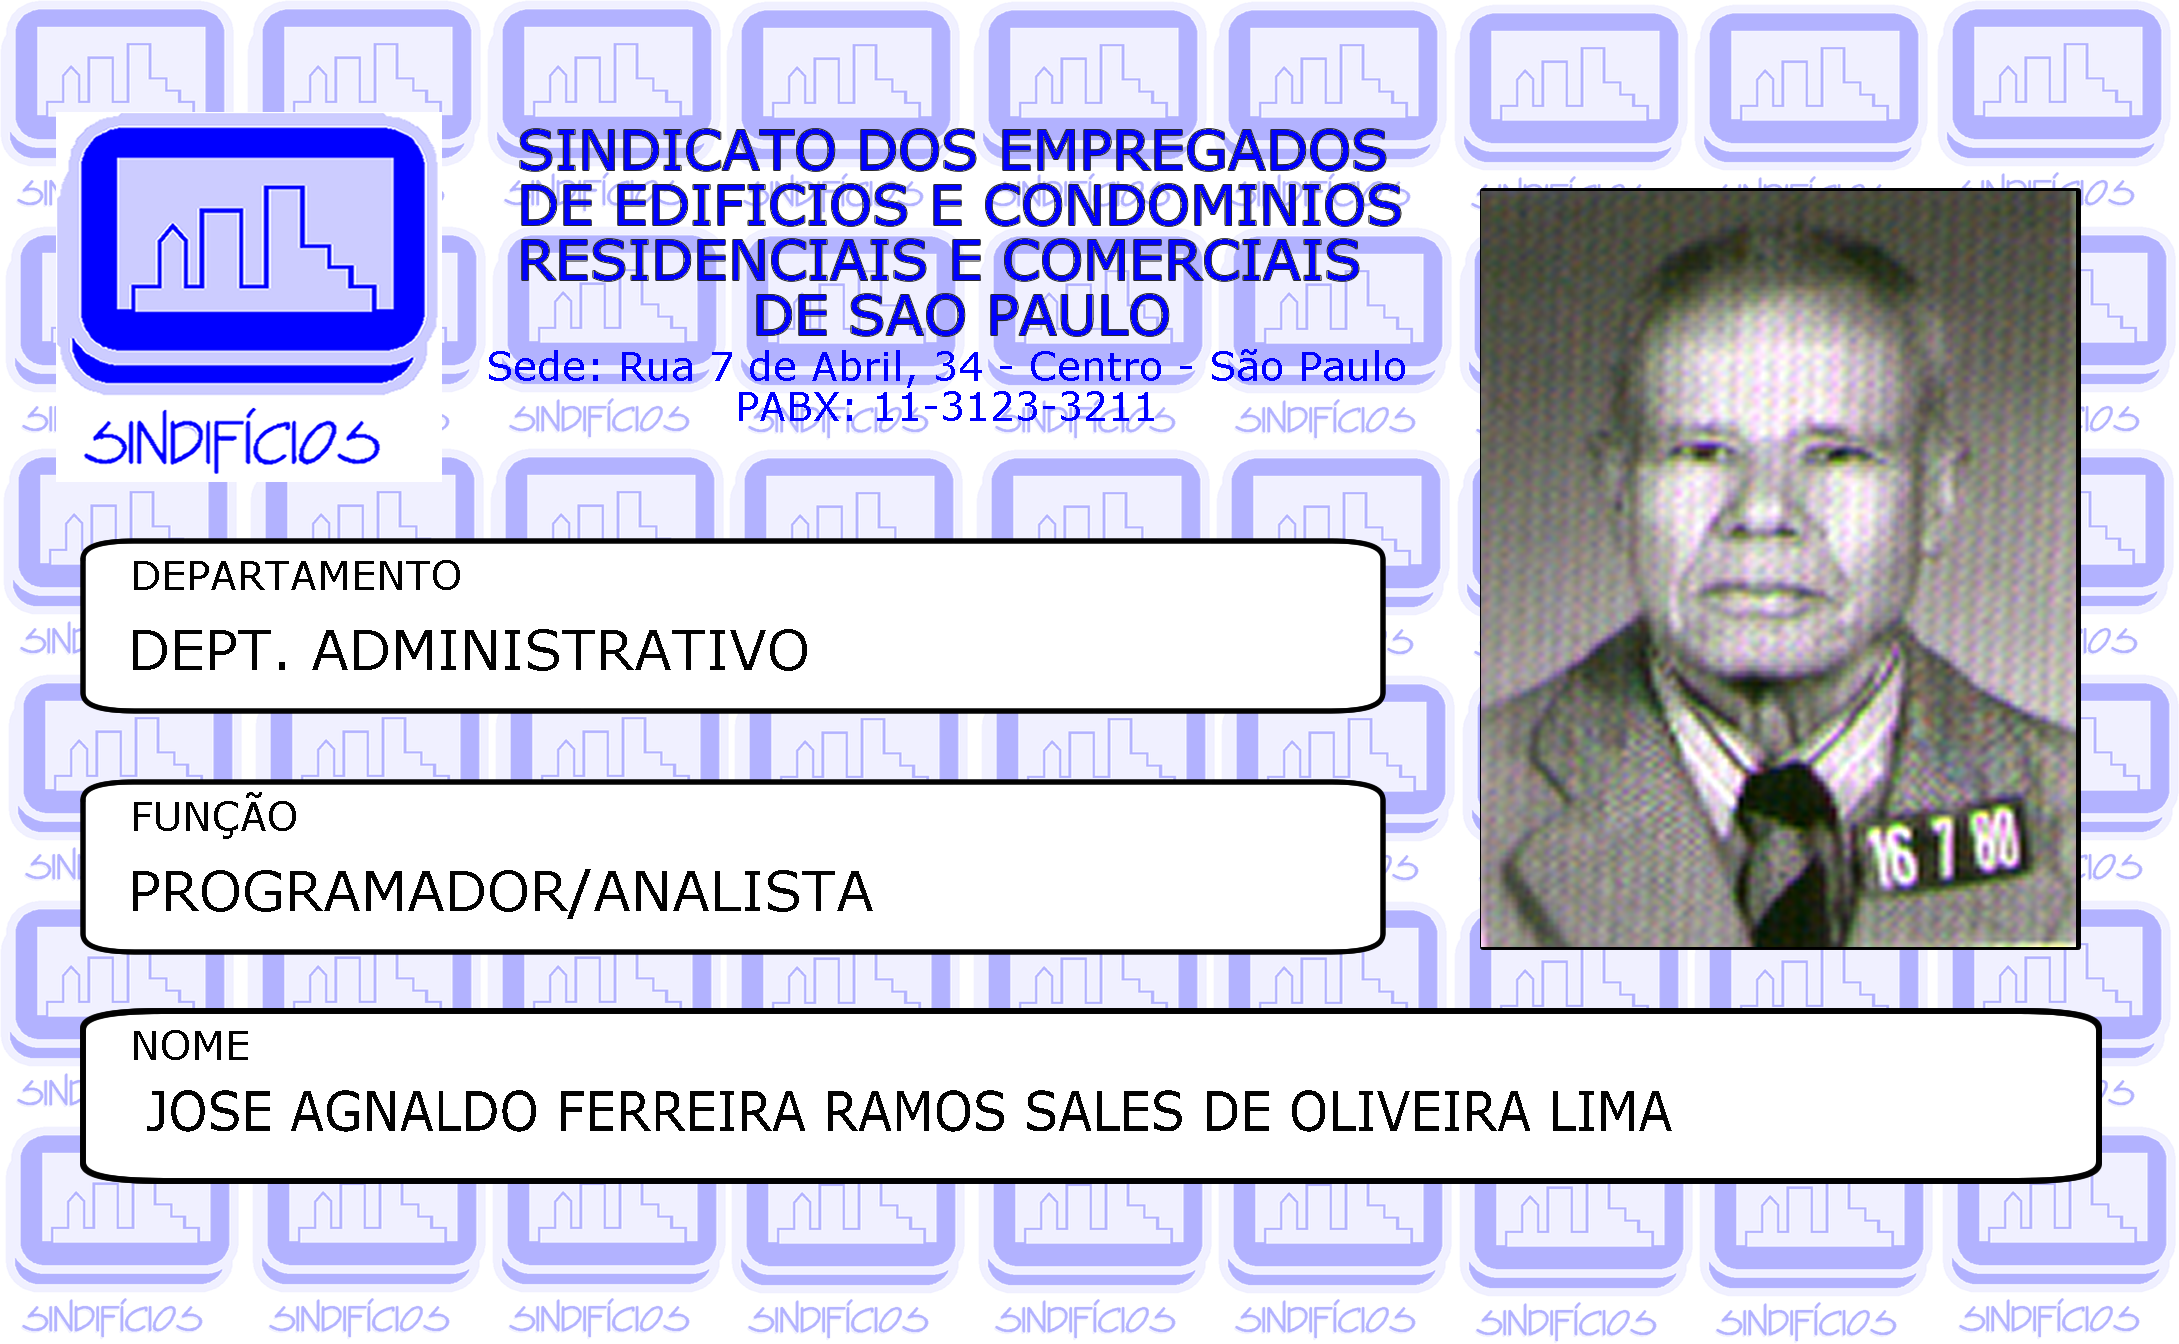 SINDICATO DOS EMPREGADOS
DE EDIFICIOS E CONDOMINIOS
RESIDENCIAIS E COMERCIAIS
DE SAO PAULO
Sede: Rua 7 de Abril, 34 - Centro - São Paulo
PABX: 11-3123-3211
SINDIFÍCIOS
DEPARTAMENTO
DEPT. ADMINISTRATIVO
FUNÇÃO
PROGRAMADOR/ANALISTA
16 7 80
NOME
JOSE AGNALDO FERREIRA RAMOS SALES DE OLIVEIRA LIMA